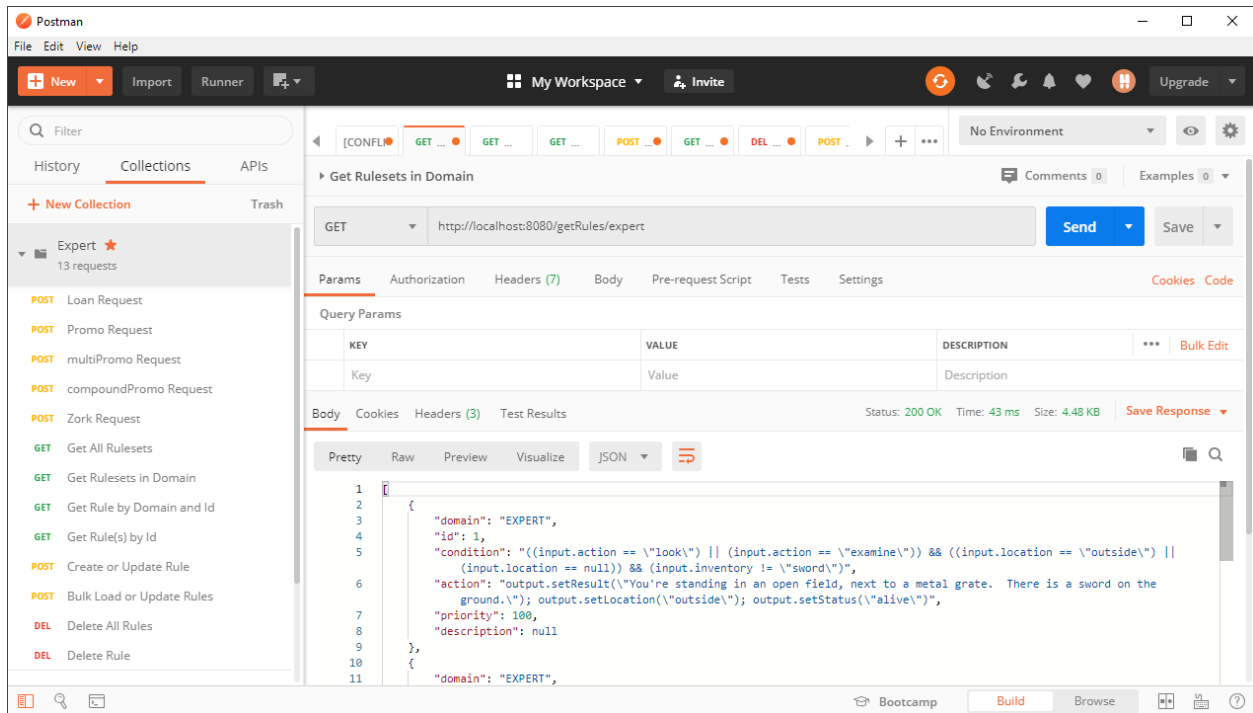 Postman
File Edit View Help
New Import Runner My Workspace Invite Upgrade
Filter
History Collections APIs
+ New Collection Trash
Expert
13 requests
POST Loan Request
POST Promo Request
POST multiPromo Request
POST compoundPromo Request
POST Zork Request
GET Get All Rulesets
GET Get Rulesets in Domain
GET Get Rule by Domain and Id
GET Get Rule(s) by Id
POST Create or Update Rule
POST Bulk Load or Update Rules
DEL Delete All Rules
DEL Delete Rule
[CONFLI GET ... GET ... GET ... POST ... GET ... DEL ... POST . + ••• No Environment
Get Rulesets in Domain Comments 0 Examples 0
GET http://localhost:8080/getRules/expert Send Save
Params Authorization Headers (7) Body Pre-request Script Tests Settings Cookies Code
Query Params
KEY VALUE DESCRIPTION ••• Bulk Edit
Key Value Description
Body Cookies Headers (3) Test Results Status: 200 OK Time: 43 ms Size: 4.48 KB Save Response
Pretty Raw Preview Visualize JSON
1 [
2 {
3 "domain": "EXPERT",
4 "id": 1,
5 "condition": "((input.action == \"look\") || (input.action == \"examine\")) && ((input.location == \"outside\") ||
(input.location == null)) && (input.inventory != \"sword\")",
6 "action": "output.setResult(\"You're standing in an open field, next to a metal grate.  There is a sword on the
ground.\"); output.setLocation(\"outside\"); output.setStatus(\"alive\")",
7 "priority": 100,
8 "description": null
9 },
10 {
11 "domain": "EXPERT",
Bootcamp Build Browse